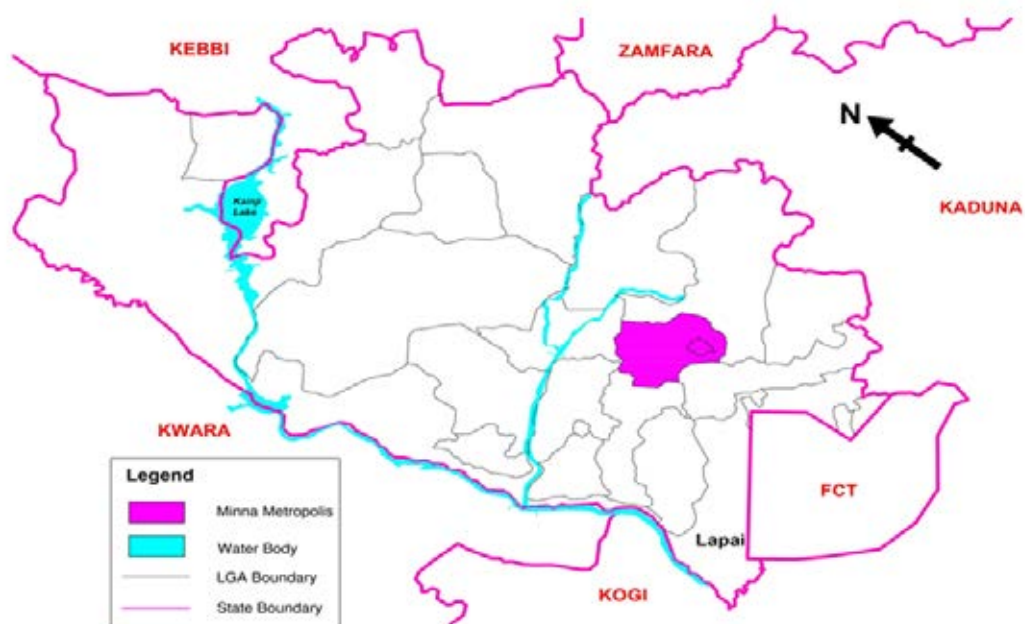 KEBBI
ZAMFARA
N
KADUNA
Kainji
Lake
KWARA
FCT
Lapai
KOGI
Legend
Minna Metropolis
Water Body
LGA Boundary
State Boundary